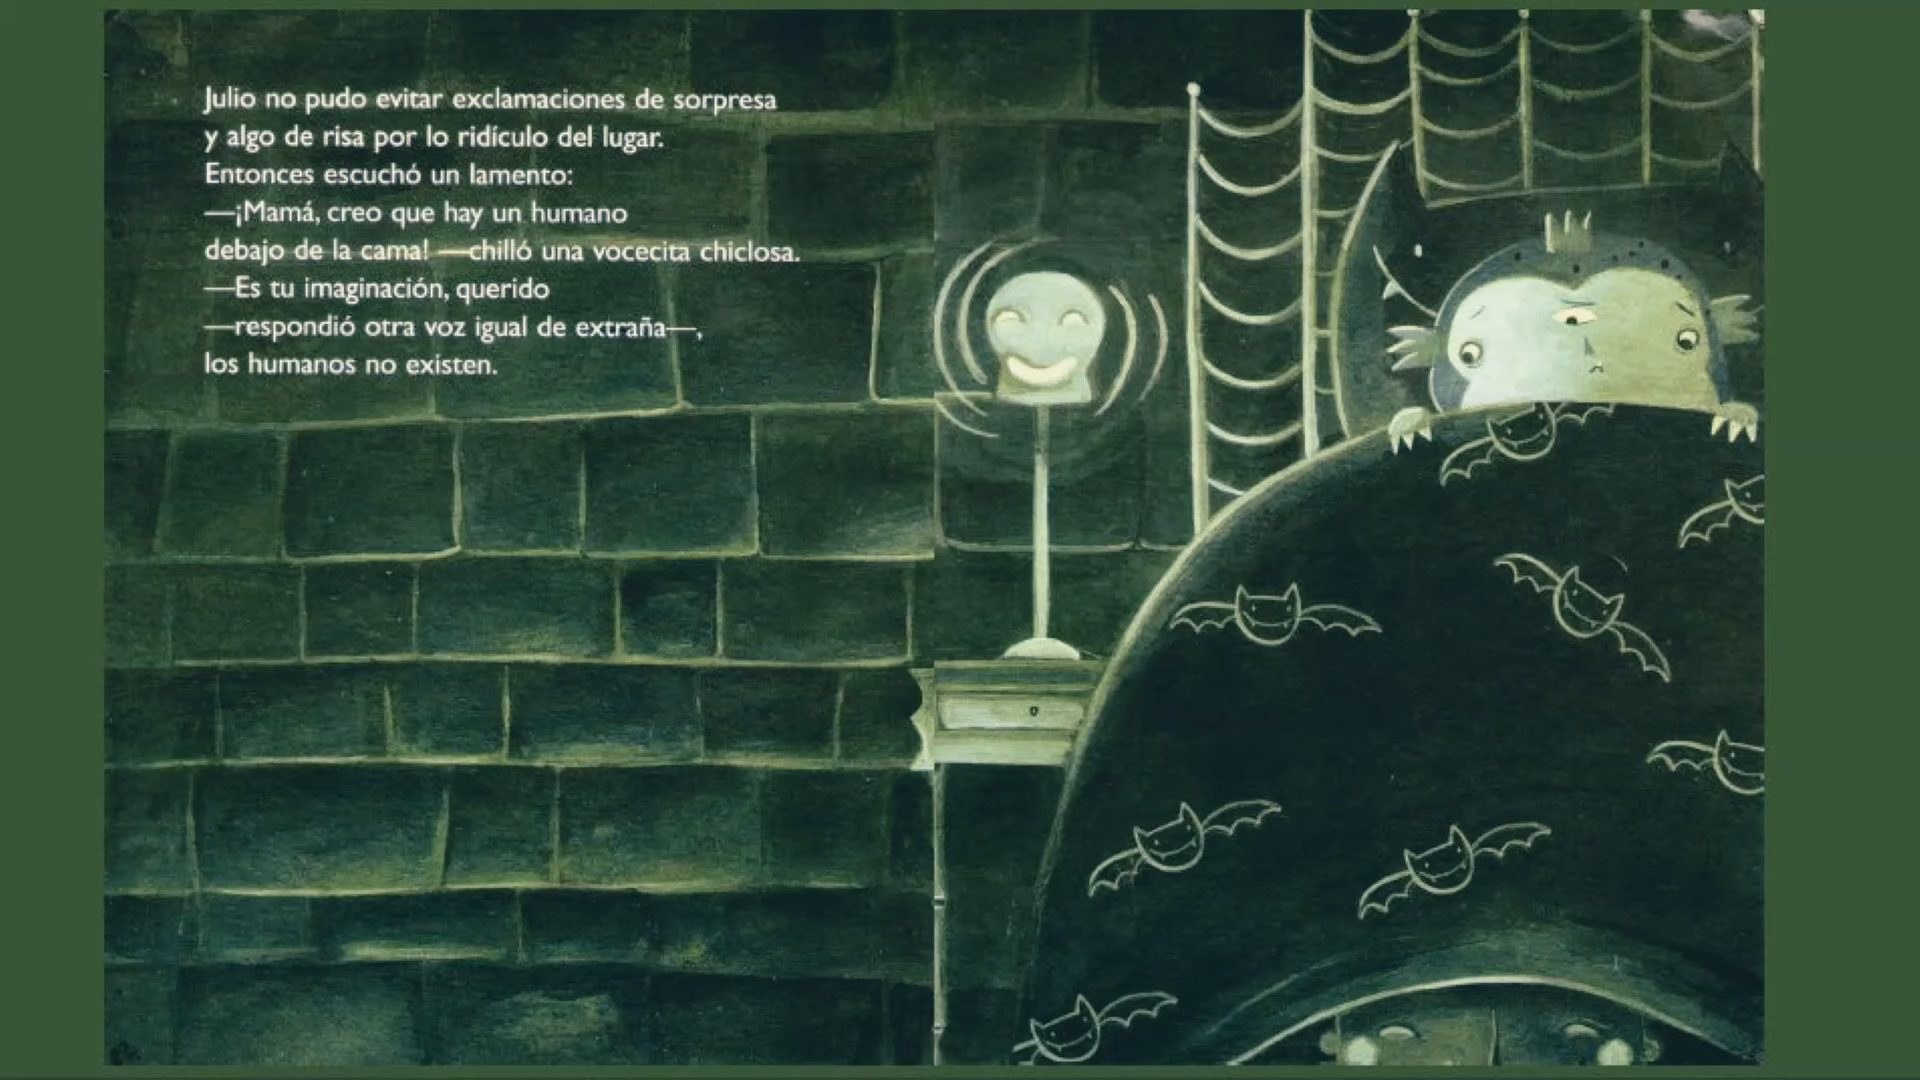 Julio no pudo evitar exclamaciones de sorpresa
y algo de risa por lo ridículo del lugar.
Entonces escuchó un lamento:
—¡Mamá, creo que hay un humano
debajo de la cama! —chilló una vocecita chiclosa.
—Es tu imaginación, querido
—respondió otra voz igual de extraña—,
los humanos no existen.